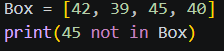 Box = [42, 39, 45, 40]
print(45 not in Box)